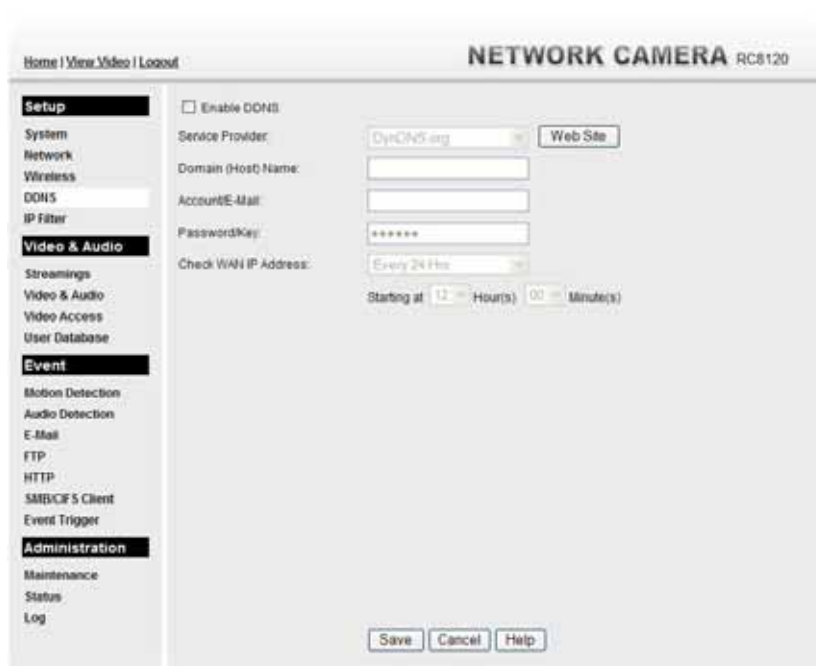 Home | View Video | Logout
NETWORK CAMERA RC8120
Setup
System
Network
Wireless
DDNS
IP Filter
Video & Audio
Streamings
Video & Audio
Video Access
User Database
Event
Motion Detection
Audio Detection
E-Mail
FTP
HTTP
SMB/CIFS Client
Event Trigger
Administration
Maintenance
Status
Log
Enable DDNS
Service Provider: DynDNS.org Web Site
Domain (Host) Name:
Account/E-Mail:
Password/Key: ******
Check WAN IP Address: Every 24 Hrs
Starting at 12 Hour(s) 00 Minute(s)
Save Cancel Help